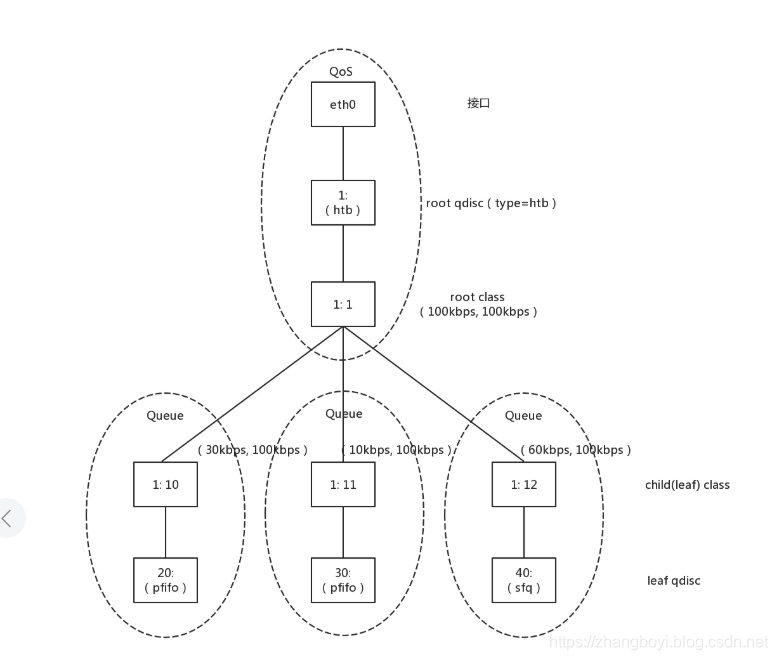 QoS
eth0
接口
1:
( htb )
root qdisc ( type=htb )
1: 1
root class
( 100kbps, 100kbps )
Queue
Queue
Queue
( 30kbps, 100kbps )
( 10kbps, 100kbps )
( 60kbps, 100kbps )
1: 10
1: 11
1: 12
child(leaf) class
20:
( pfifo )
30:
( pfifo )
40:
( sfq )
leaf qdisc
https://zhangboyi.blog.csdn.net